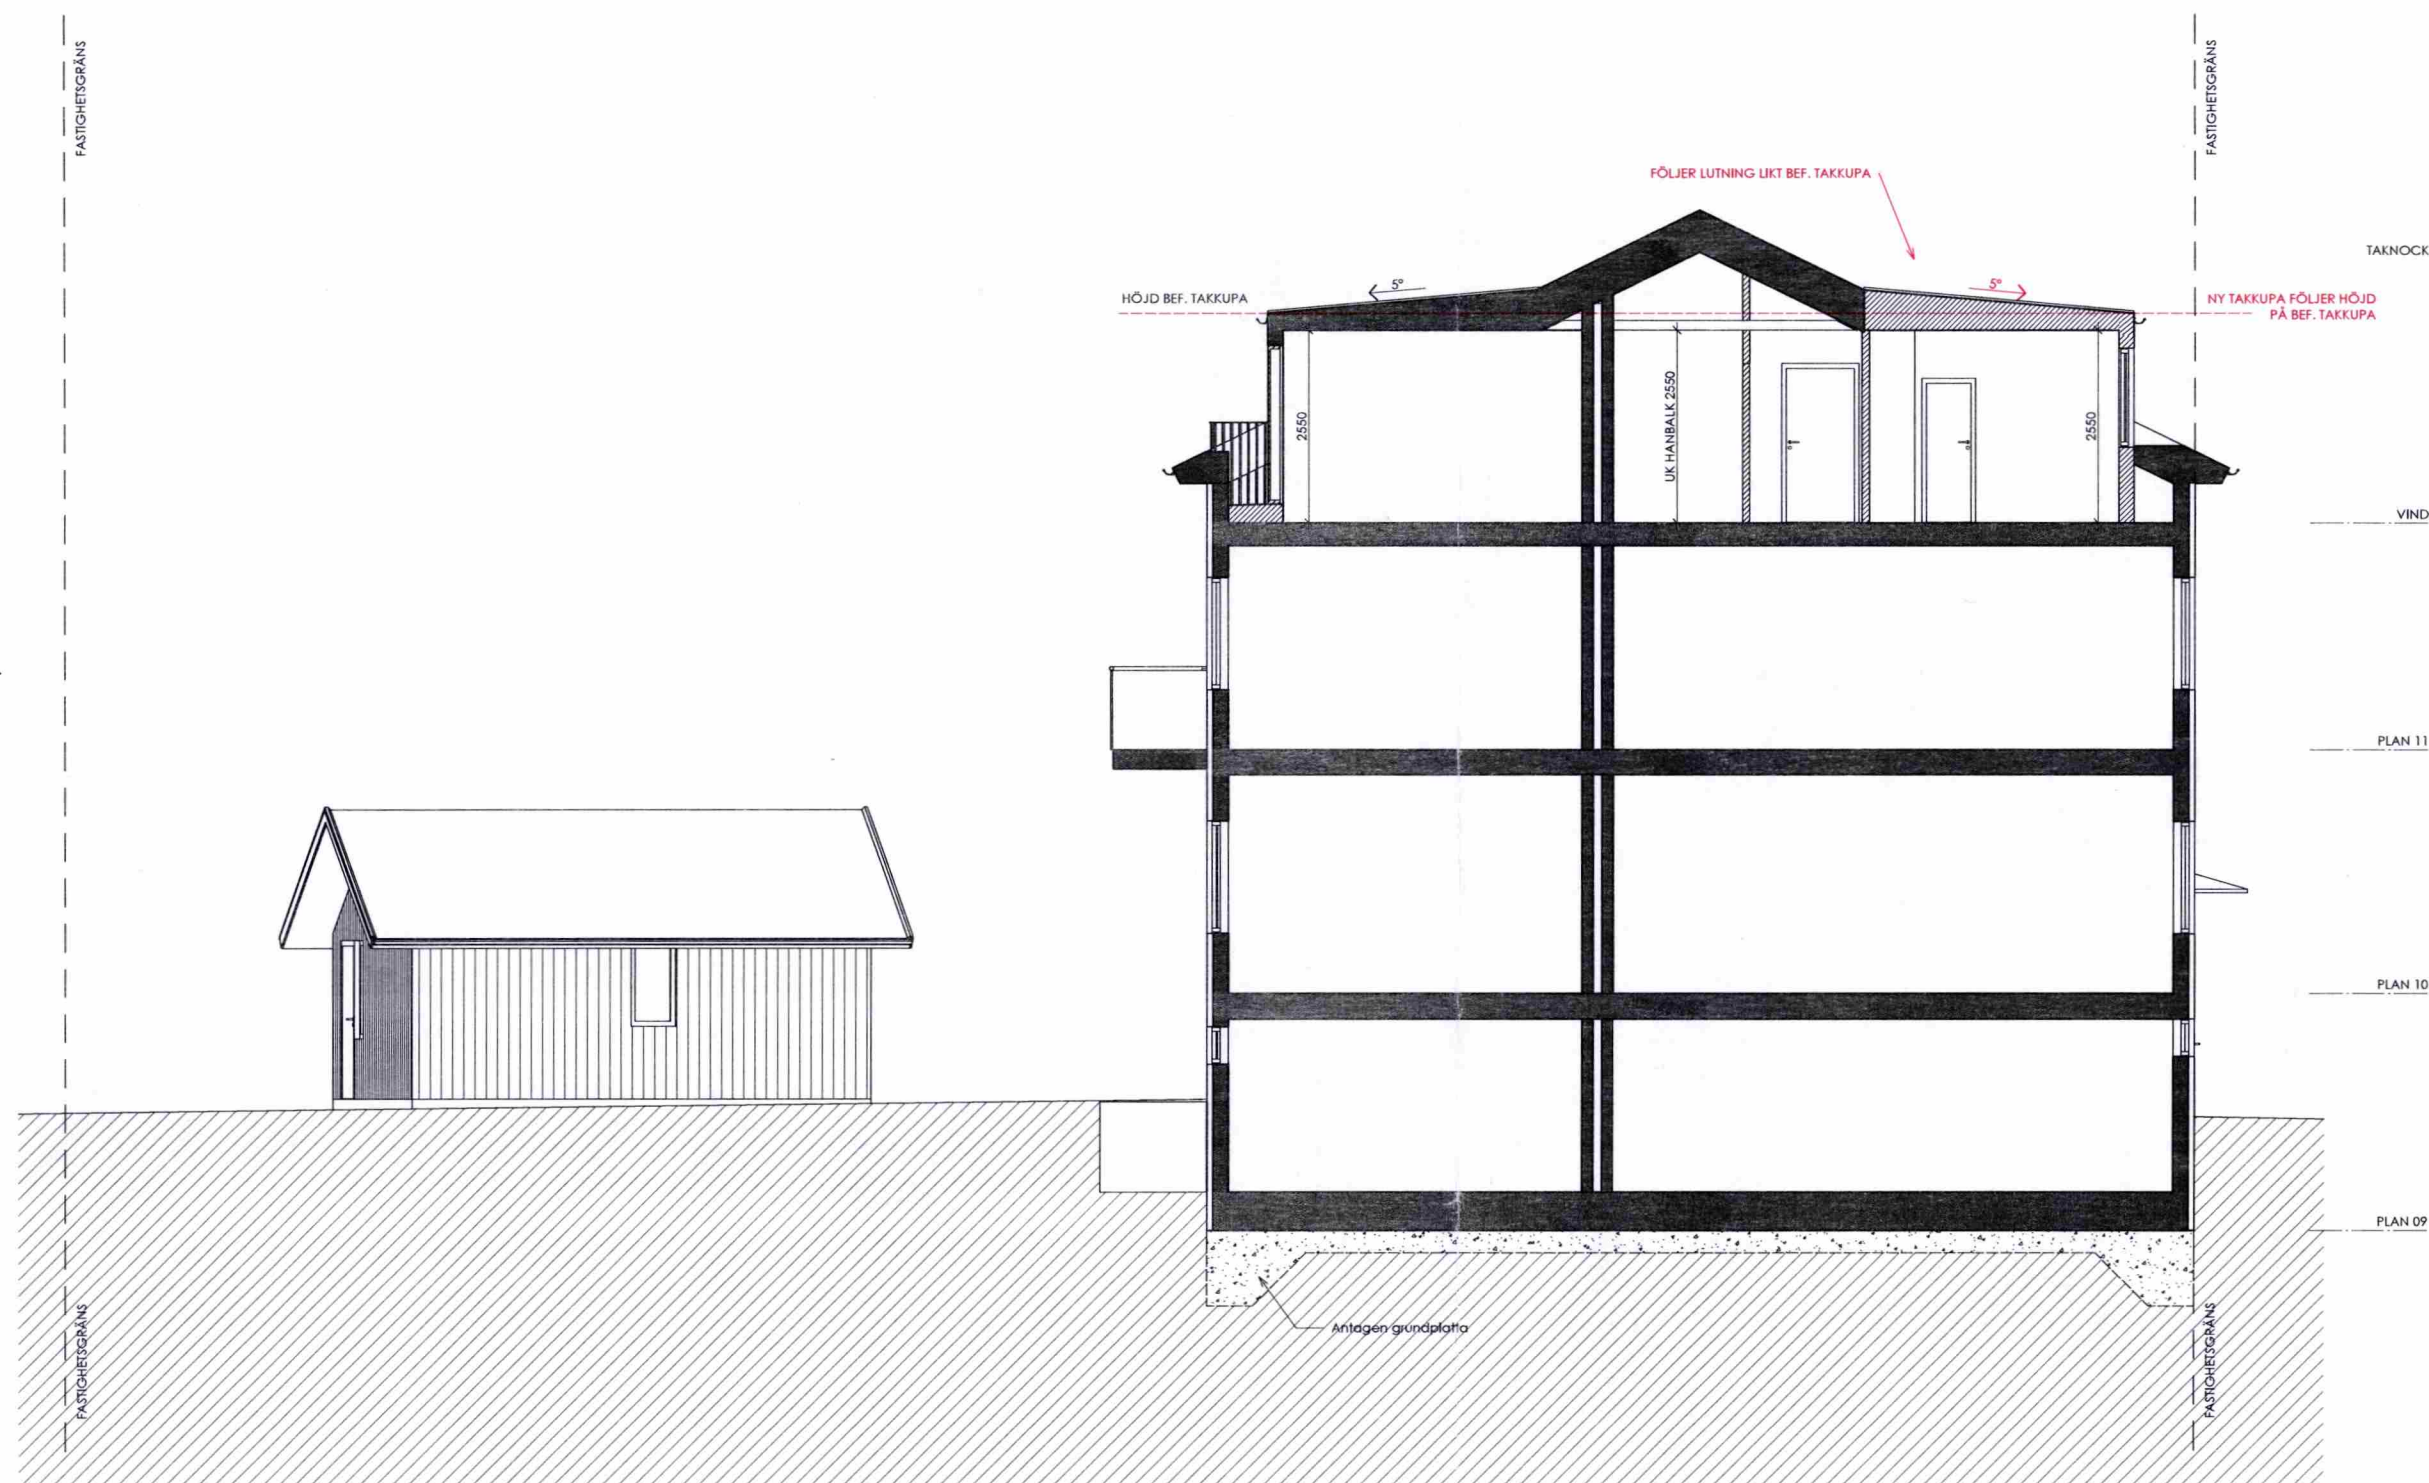 FASTIGHETSGRÄNS
FASTIGHETSGRÄNS
FÖLJER LUTNING LIKT BEF. TAKKUPA
TAKNOCK
HÖJD BEF. TAKKUPA
5°
5°
NY TAKKUPA FÖLJER HÖJD
PÅ BEF. TAKKUPA
2550
UK HANBALK 2550
2550
VIND
PLAN 11
PLAN 10
PLAN 09
Antagen grundplatta
FASTIGHETSGRÄNS
FASTIGHETSGRÄNS